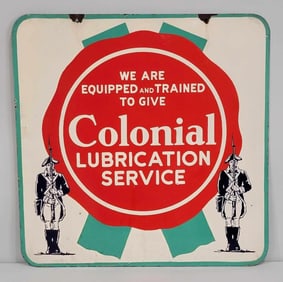 WE ARE
EQUIPPED AND TRAINED
TO GIVE
Colonial
LUBRICATION
SERVICE